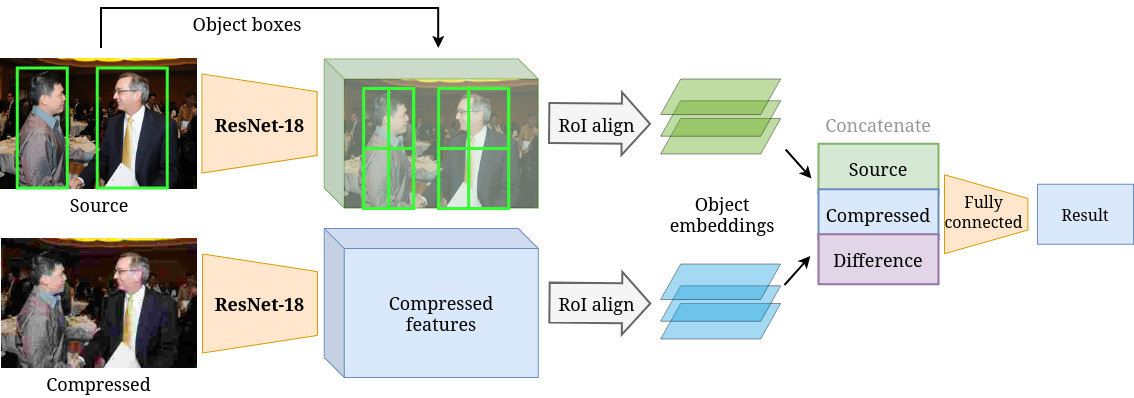 Object boxes
ResNet-18
RoI align
Source
Concatenate
Source
Object
embeddings
Compressed
Fully
connected
Result
Difference
ResNet-18
Compressed
features
RoI align
Compressed